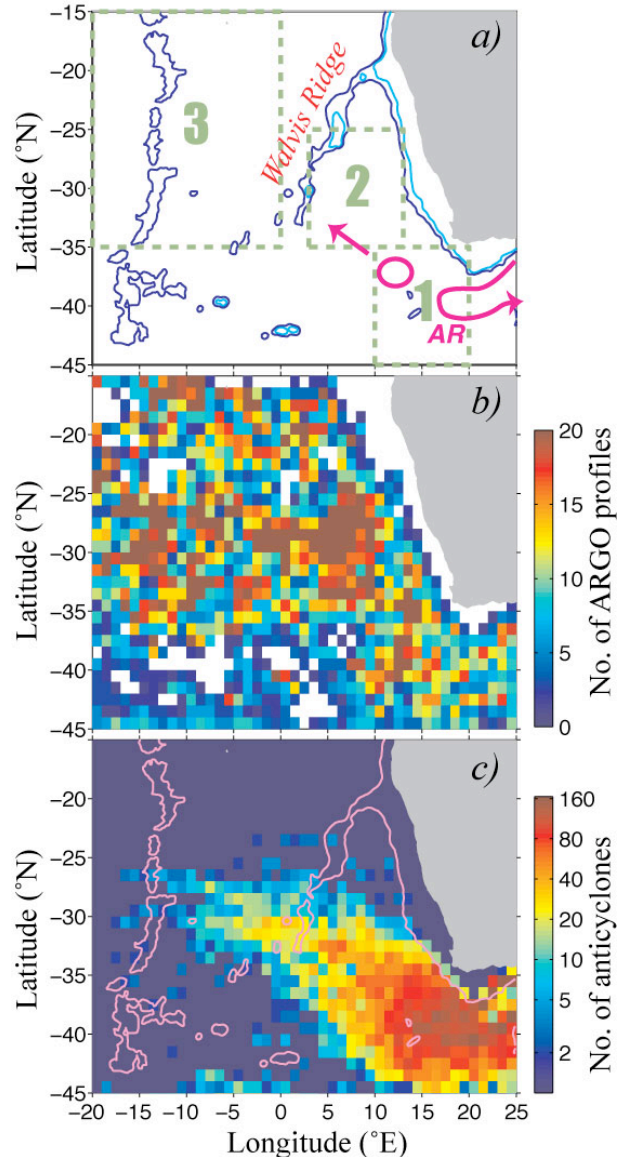 a)
−15
−20
−25
−30
−35
−40
−45
Latitude (˚N)
Walvis Ridge
3
2
1
AR
b)
−20
−25
−30
−35
−40
−45
Latitude (˚N)
20
15
10
5
0
No. of ARGO profiles
c)
−20
−25
−30
−35
−40
−45
Latitude (˚N)
160
80
40
20
10
5
2
No. of anticyclones
−20 −15 −10 −5 0 5 10 15 20 25
Longitude (˚E)